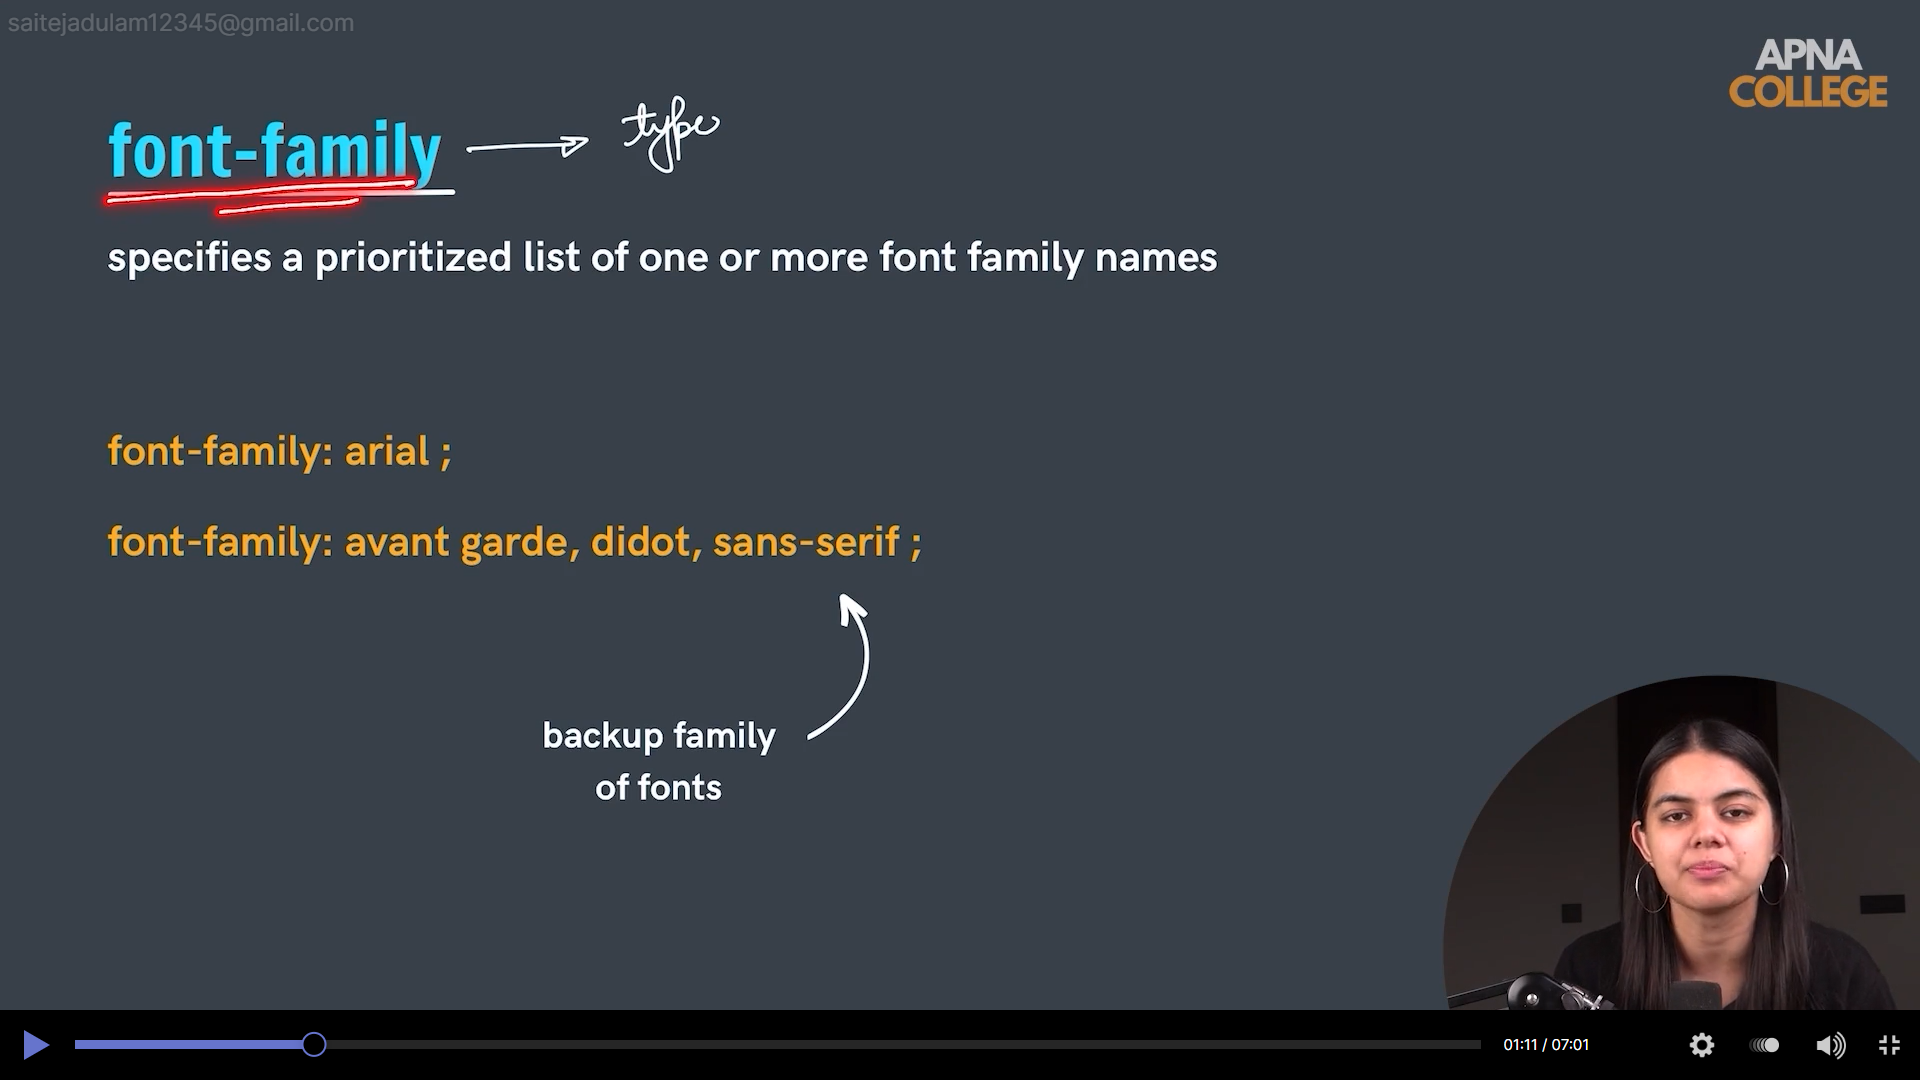 saitejadulam12345@gmail.com
APNA
COLLEGE
font-family
type
specifies a prioritized list of one or more font family names
font-family: arial ;
font-family: avant garde, didot, sans-serif ;
backup family
of fonts
01:11 / 07:01